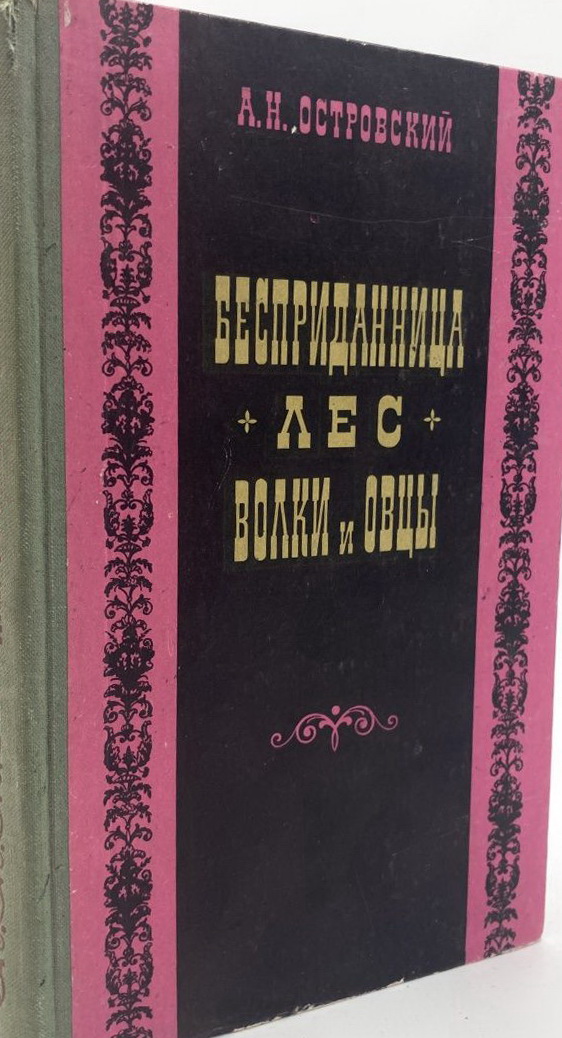 А.Н. ОСТРОВСКИЙ
БЕСПРИДАННИЦА
ЛЕС
ВОЛКИ и ОВЦЫ